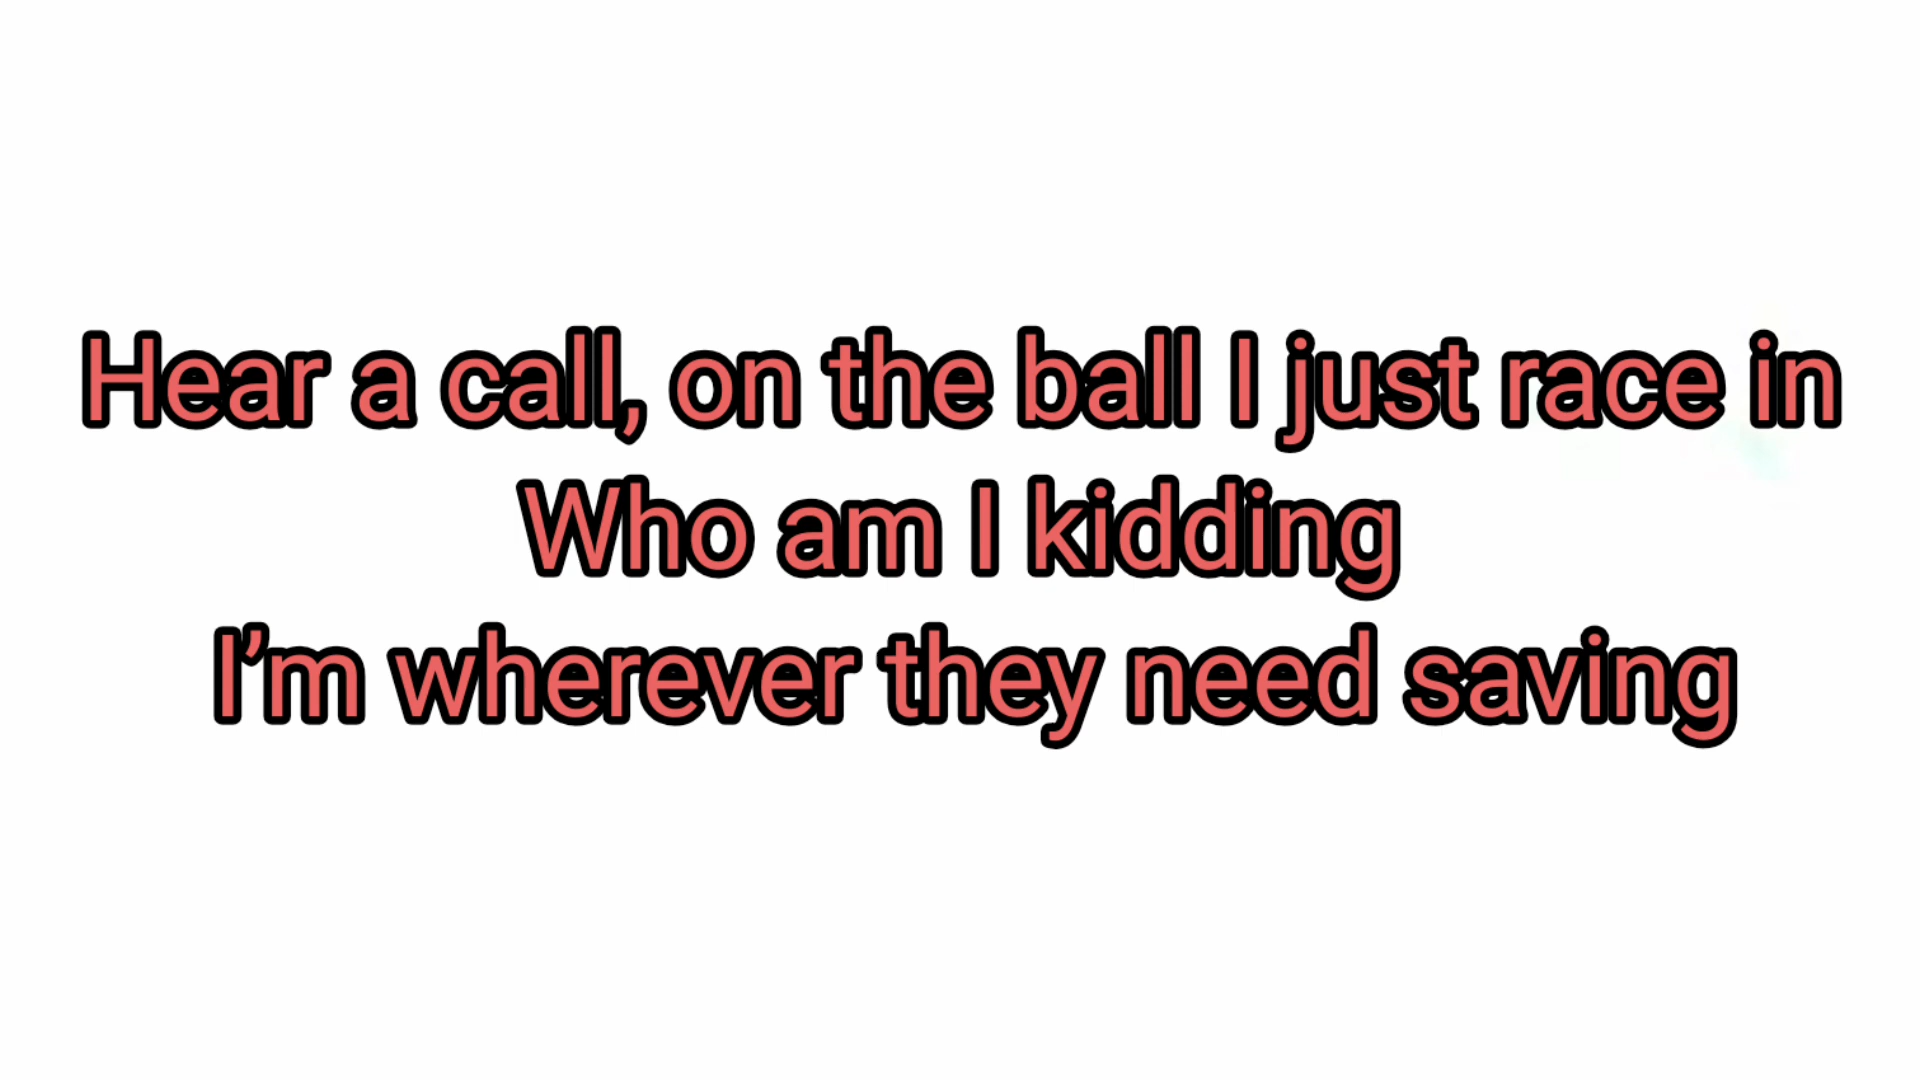 Hear a call, on the ball I just race in
Who am I kidding
I’m wherever they need saving